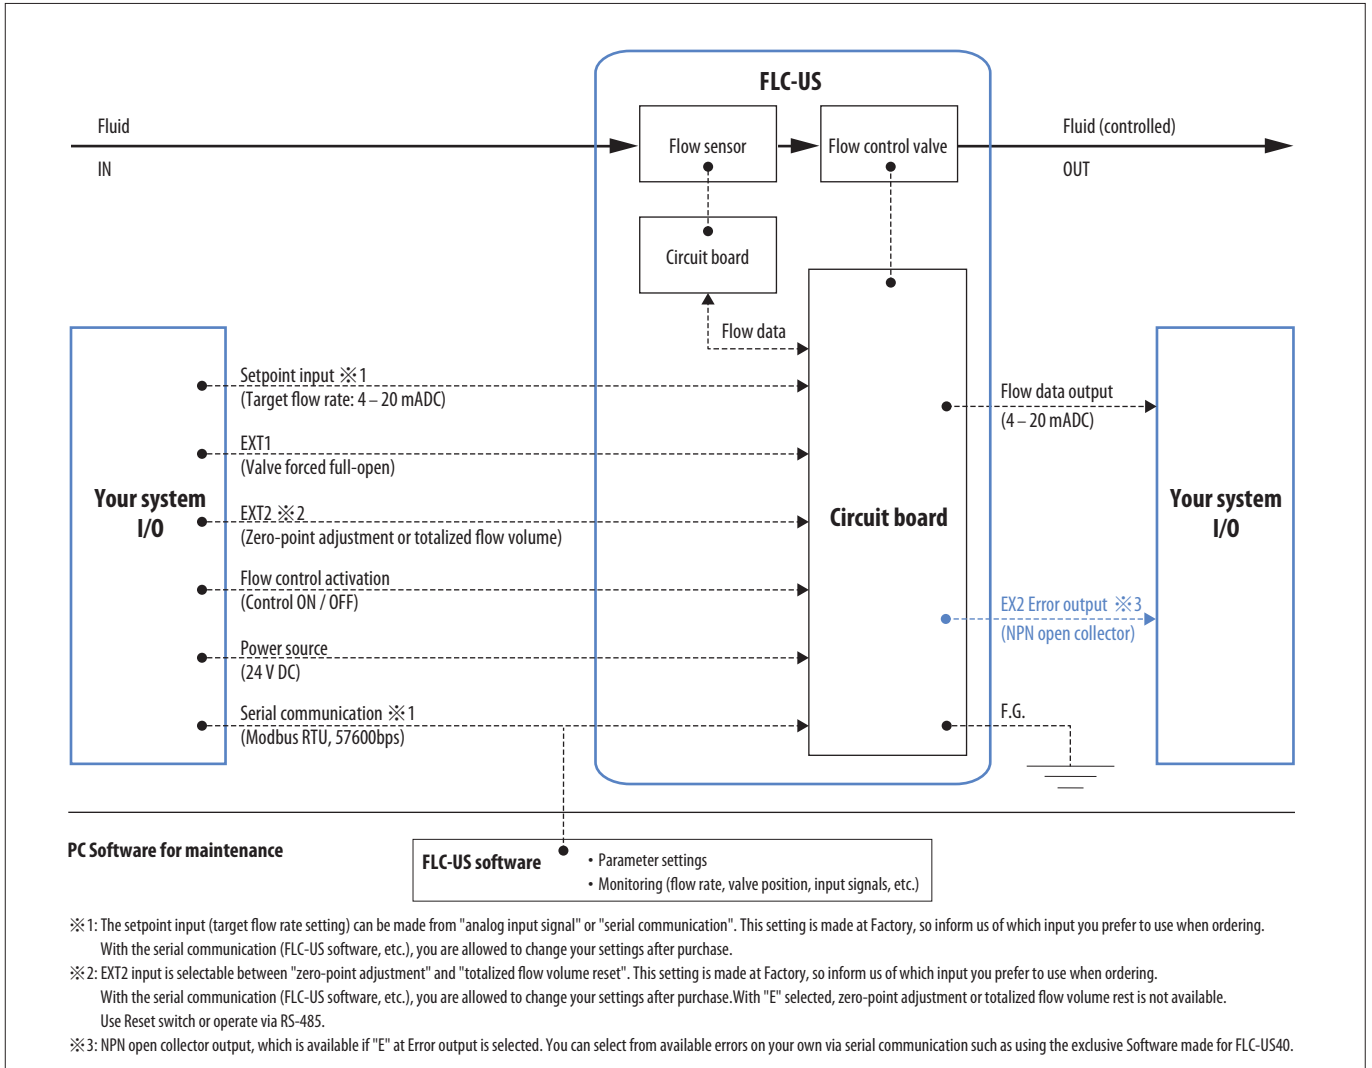 FLC-US
Fluid
IN
Flow sensor
Flow control valve
Fluid (controlled)
OUT
Circuit board
Flow data
Your system
I/O
Setpoint input ※1
(Target flow rate: 4 – 20 mADC)
EXT1
(Valve forced full-open)
EXT2 ※2
(Zero-point adjustment or totalized flow volume)
Flow control activation
(Control ON / OFF)
Power source
(24 V DC)
Serial communication ※1
(Modbus RTU, 57600bps)
Circuit board
Flow data output
(4 – 20 mADC)
EX2 Error output ※3
(NPN open collector)
F.G.
Your system
I/O
PC Software for maintenance
FLC-US software
• Parameter settings
• Monitoring (flow rate, valve position, input signals, etc.)
※1: The setpoint input (target flow rate setting) can be made from "analog input signal" or "serial communication". This setting is made at Factory, so inform us of which input you prefer to use when ordering.
With the serial communication (FLC-US software, etc.), you are allowed to change your settings after purchase.
※2: EXT2 input is selectable between "zero-point adjustment" and "totalized flow volume reset". This setting is made at Factory, so inform us of which input you prefer to use when ordering.
With the serial communication (FLC-US software, etc.), you are allowed to change your settings after purchase.With "E" selected, zero-point adjustment or totalized flow volume rest is not available.
Use Reset switch or operate via RS-485.
※3: NPN open collector output, which is available if "E" at Error output is selected. You can select from available errors on your own via serial communication such as using the exclusive Software made for FLC-US40.